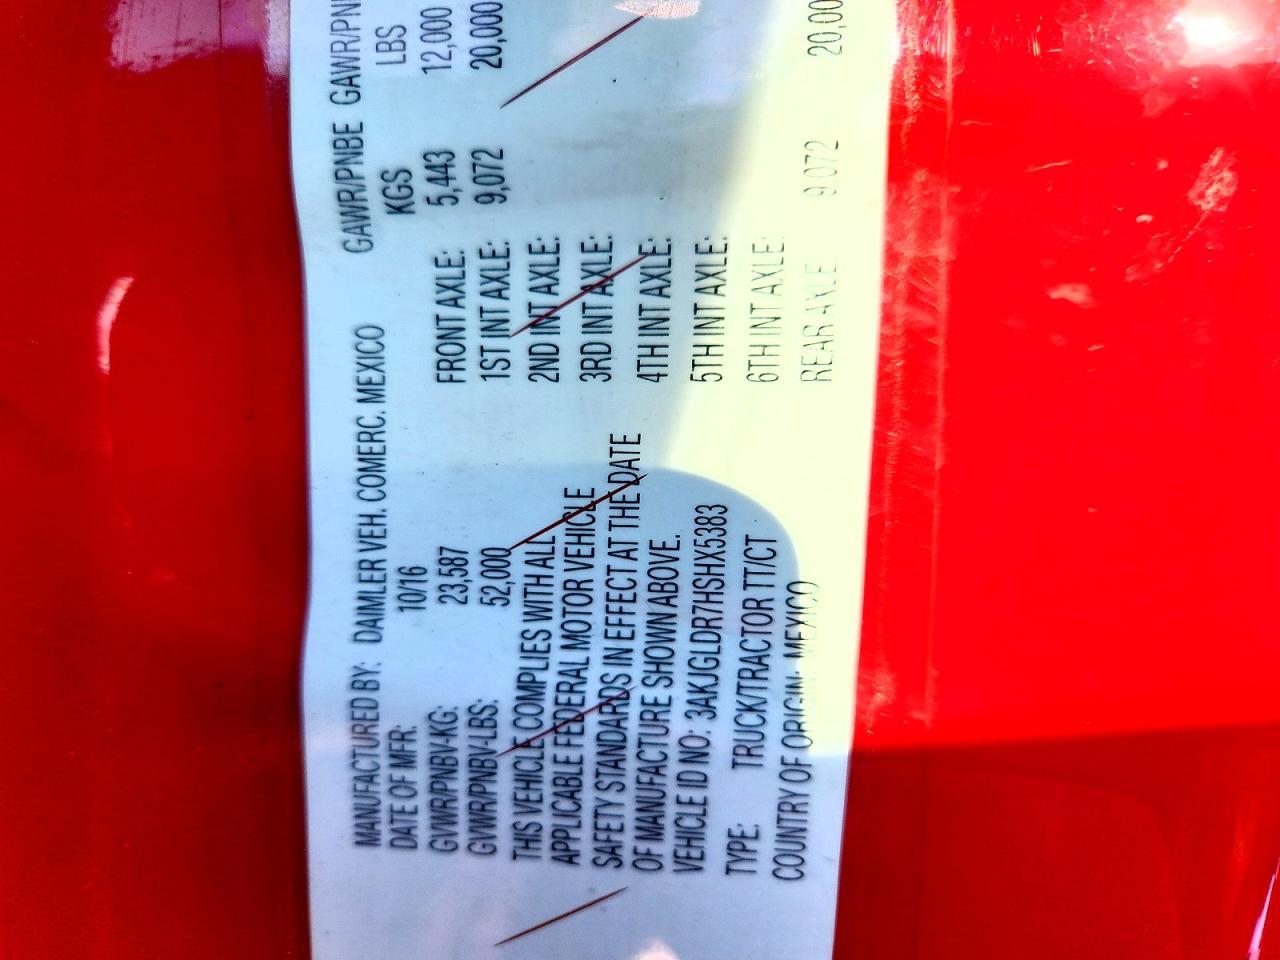 MANUFACTURED BY: DAIMLER VEH. COMERC. MEXICO
DATE OF MFR: 10/16
GVWR/PNBV-KG: 23,587
GVWR/PNBV-LBS: 52,000
THIS VEHICLE COMPLIES WITH ALL
APPLICABLE FEDERAL MOTOR VEHICLE
SAFETY STANDARDS IN EFFECT AT THE DATE
OF MANUFACTURE SHOWN ABOVE.
VEHICLE ID NO: 3AKJGLDR7HSHX5383
TYPE: TRUCK/TRACTOR TT/CT
COUNTRY OF ORIGIN: MEXICO
GAWR/PNBE GAWR/PN
KGS LBS
FRONT AXLE: 5,443 12,000
1ST INT AXLE: 9,072 20,000
2ND INT AXLE:
3RD INT AXLE:
4TH INT AXLE:
5TH INT AXLE:
6TH INT AXLE:
REAR AXLE: 9,072 20,00